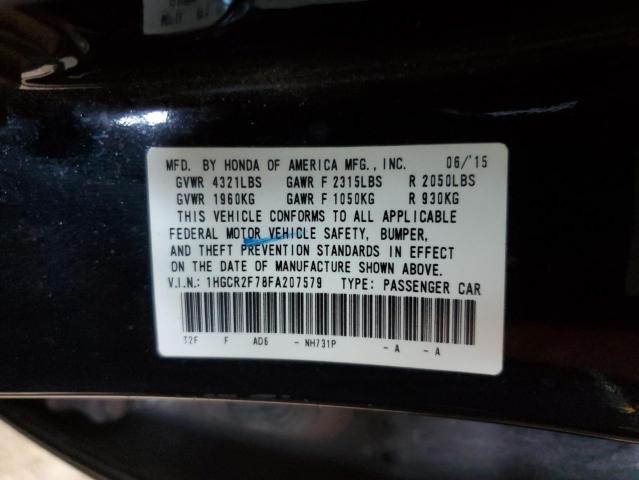 MFD. BY HONDA OF AMERICA MFG., INC. 06/'15
GVWR 4321LBS GAWR F 2315LBS R 2050LBS
GVWR 1960KG GAWR F 1050KG R 930KG
THIS VEHICLE CONFORMS TO ALL APPLICABLE
FEDERAL MOTOR VEHICLE SAFETY, BUMPER,
AND THEFT PREVENTION STANDARDS IN EFFECT
ON THE DATE OF MANUFACTURE SHOWN ABOVE.
V.I.N.: 1HGCR2F78FA207579 TYPE: PASSENGER CAR
T2F F AD6 - NH731P - A - A